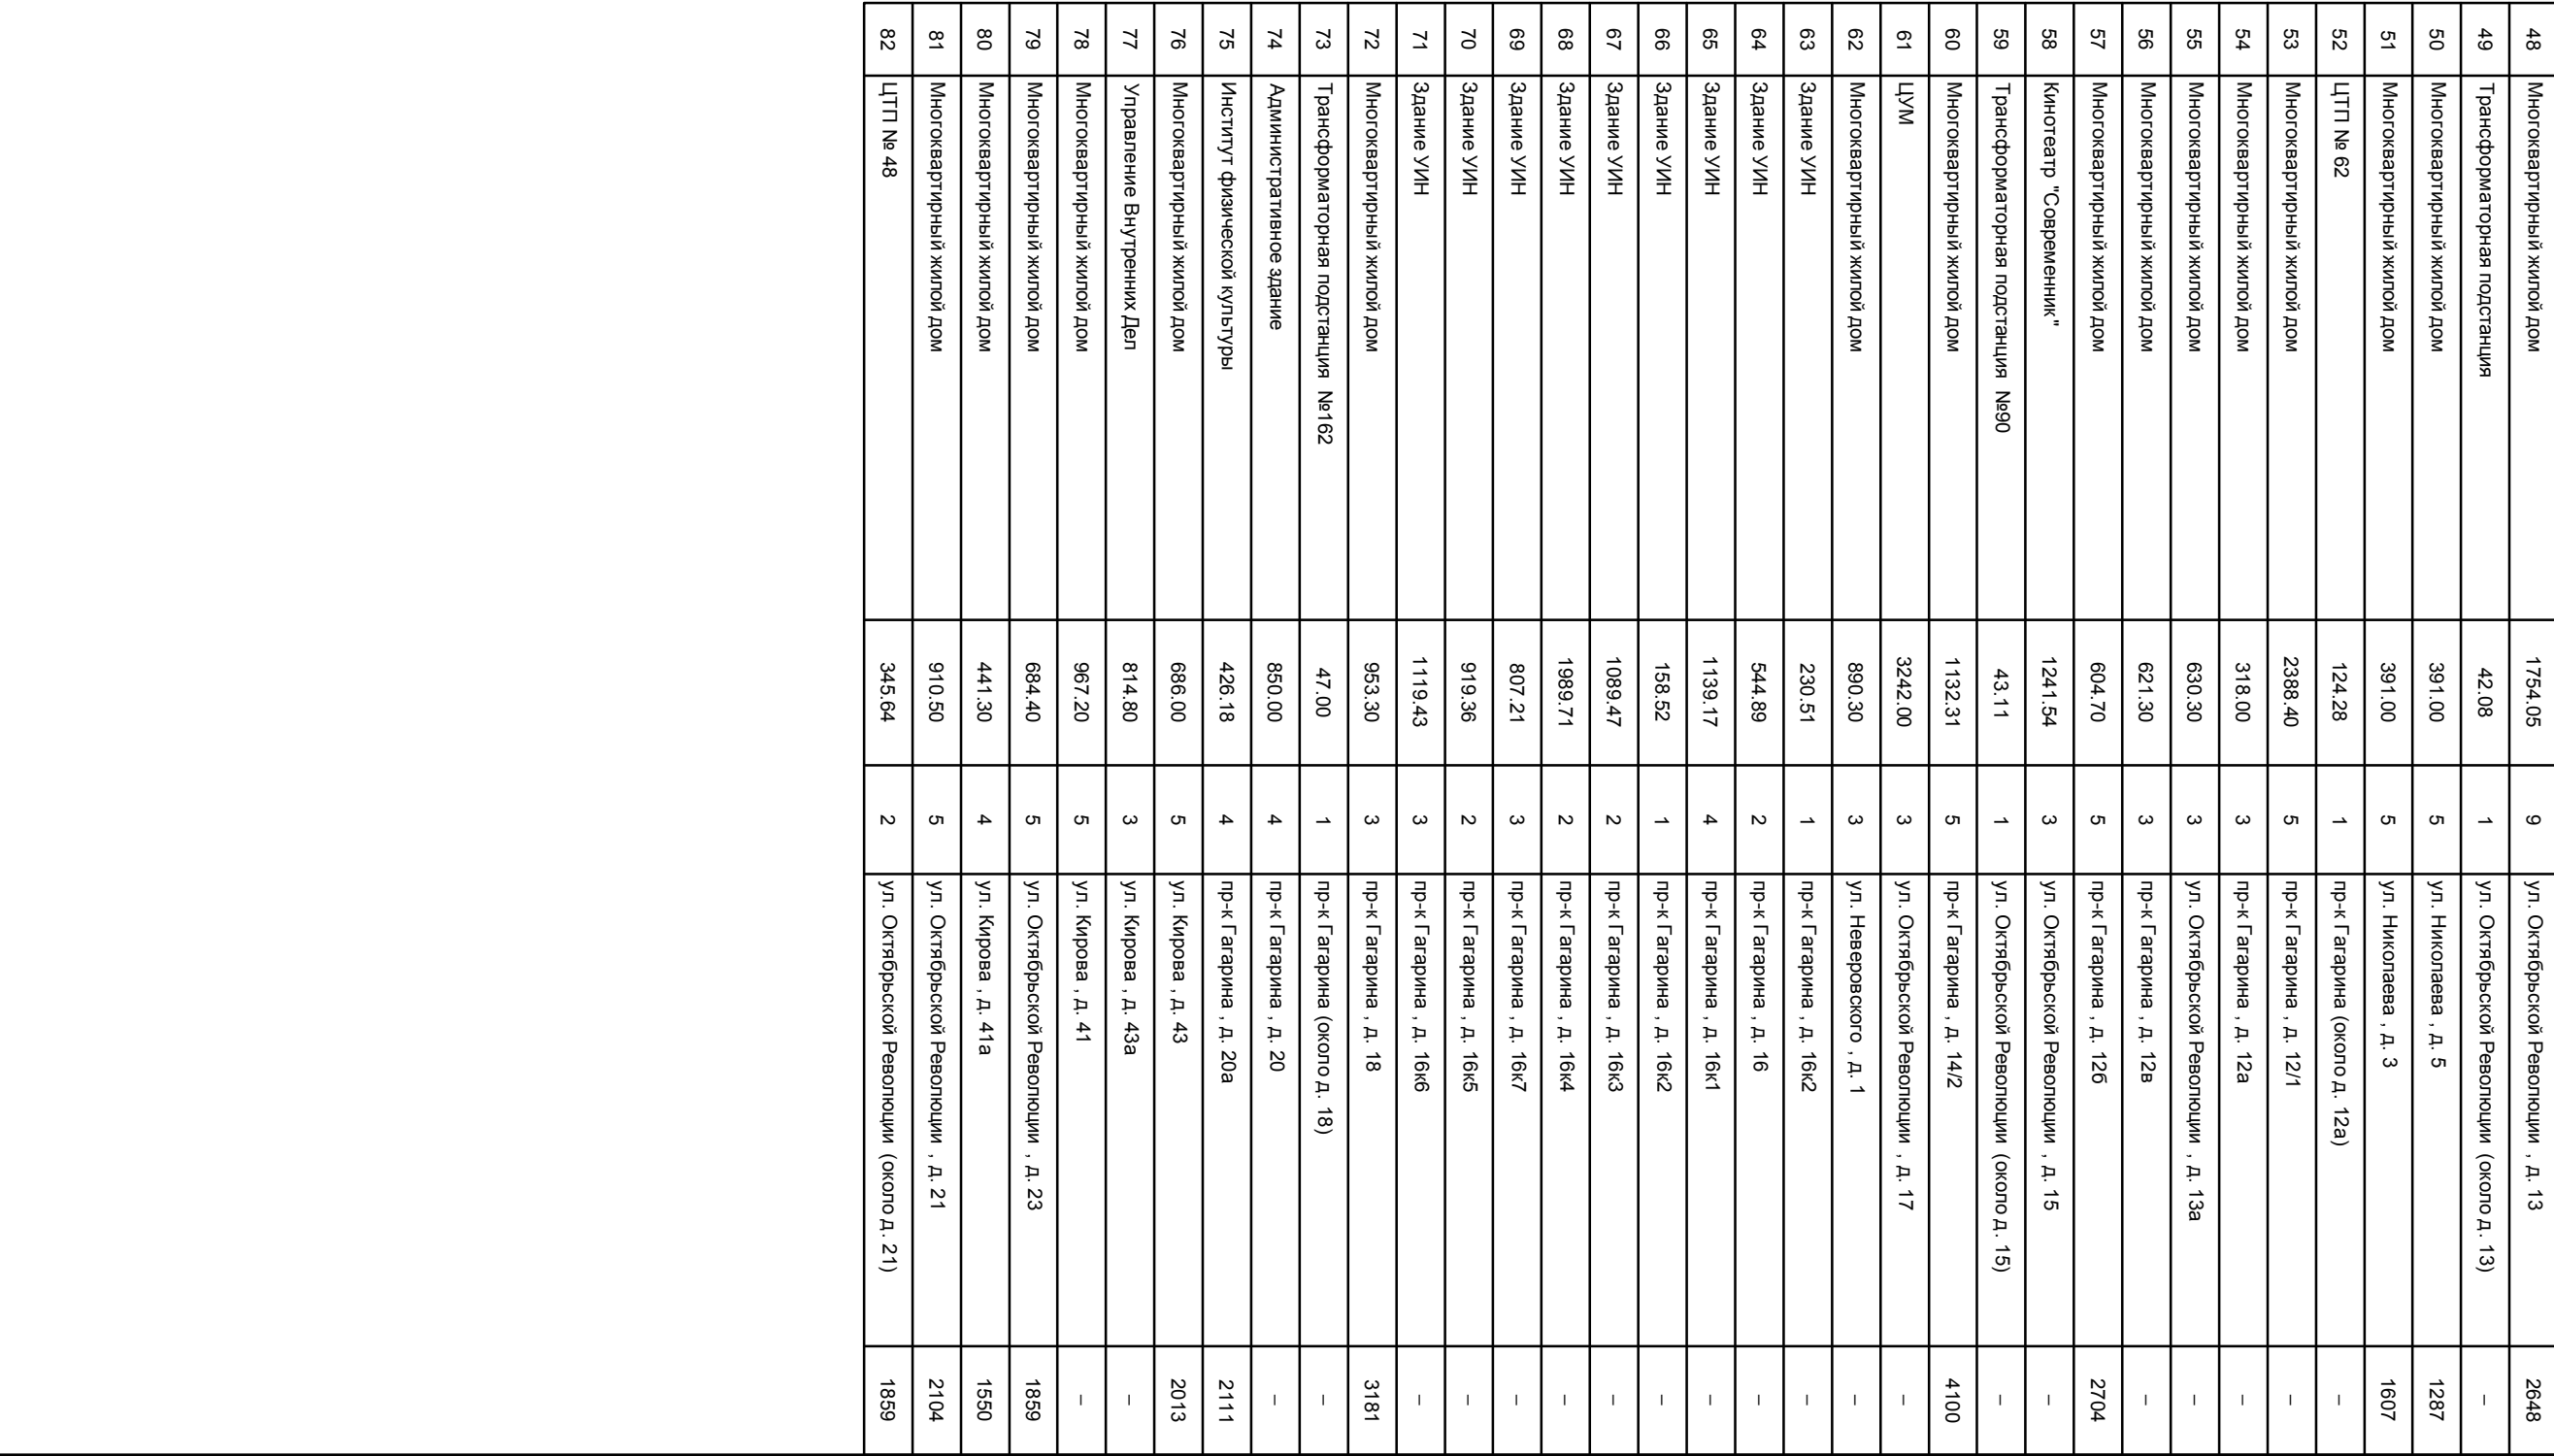 48 Многоквартирный жилой дом 1754.05 9 ул. Октябрьской Революции , д. 13 2648
49 Трансформаторная подстанция 42.08 1 ул. Октябрьской Революции (около д. 13) –
50 Многоквартирный жилой дом 391.00 5 ул. Николаева , д. 5 1287
51 Многоквартирный жилой дом 391.00 5 ул. Николаева , д. 3 1607
52 ЦТП № 62 124.28 1 пр-к Гагарина (около д. 12а) –
53 Многоквартирный жилой дом 2388.40 5 пр-к Гагарина , д. 12/1 –
54 Многоквартирный жилой дом 318.00 3 пр-к Гагарина , д. 12а –
55 Многоквартирный жилой дом 630.30 3 ул. Октябрьской Революции , д. 13а –
56 Многоквартирный жилой дом 621.30 3 пр-к Гагарина , д. 12в –
57 Многоквартирный жилой дом 604.70 5 пр-к Гагарина , д. 12б 2704
58 Кинотеатр "Современник" 1241.54 3 ул. Октябрьской Революции , д. 15 –
59 Трансформаторная подстанция №90 43.11 1 ул. Октябрьской Революции (около д. 15) –
60 Многоквартирный жилой дом 1132.31 5 пр-к Гагарина , д. 14/2 4100
61 ЦУМ 3242.00 3 ул. Октябрьской Революции , д. 17 –
62 Многоквартирный жилой дом 890.30 3 ул. Неверовского , д. 1 –
63 Здание УИН 230.51 1 пр-к Гагарина , д. 16к2 –
64 Здание УИН 544.89 2 пр-к Гагарина , д. 16 –
65 Здание УИН 1139.17 4 пр-к Гагарина , д. 16к1 –
66 Здание УИН 158.52 1 пр-к Гагарина , д. 16к2 –
67 Здание УИН 1089.47 2 пр-к Гагарина , д. 16к3 –
68 Здание УИН 1989.71 2 пр-к Гагарина , д. 16к4 –
69 Здание УИН 807.21 3 пр-к Гагарина , д. 16к7 –
70 Здание УИН 919.36 2 пр-к Гагарина , д. 16к5 –
71 Здание УИН 1119.43 3 пр-к Гагарина , д. 16к6 –
72 Многоквартирный жилой дом 953.30 3 пр-к Гагарина , д. 18 3181
73 Трансформаторная подстанция №162 47.00 1 пр-к Гагарина (около д. 18) –
74 Административное здание 850.00 4 пр-к Гагарина , д. 20 –
75 Институт физической культуры 426.18 4 пр-к Гагарина , д. 20а 2111
76 Многоквартирный жилой дом 686.00 5 ул. Кирова , д. 43 2013
77 Управление Внутренних Дел 814.80 3 ул. Кирова , д. 43а –
78 Многоквартирный жилой дом 967.20 5 ул. Кирова , д. 41 –
79 Многоквартирный жилой дом 684.40 5 ул. Октябрьской Революции , д. 23 1859
80 Многоквартирный жилой дом 441.30 4 ул. Кирова , д. 41а 1550
81 Многоквартирный жилой дом 910.50 5 ул. Октябрьской Революции , д. 21 2104
82 ЦТП № 48 345.64 2 ул. Октябрьской Революции (около д. 21) 1859